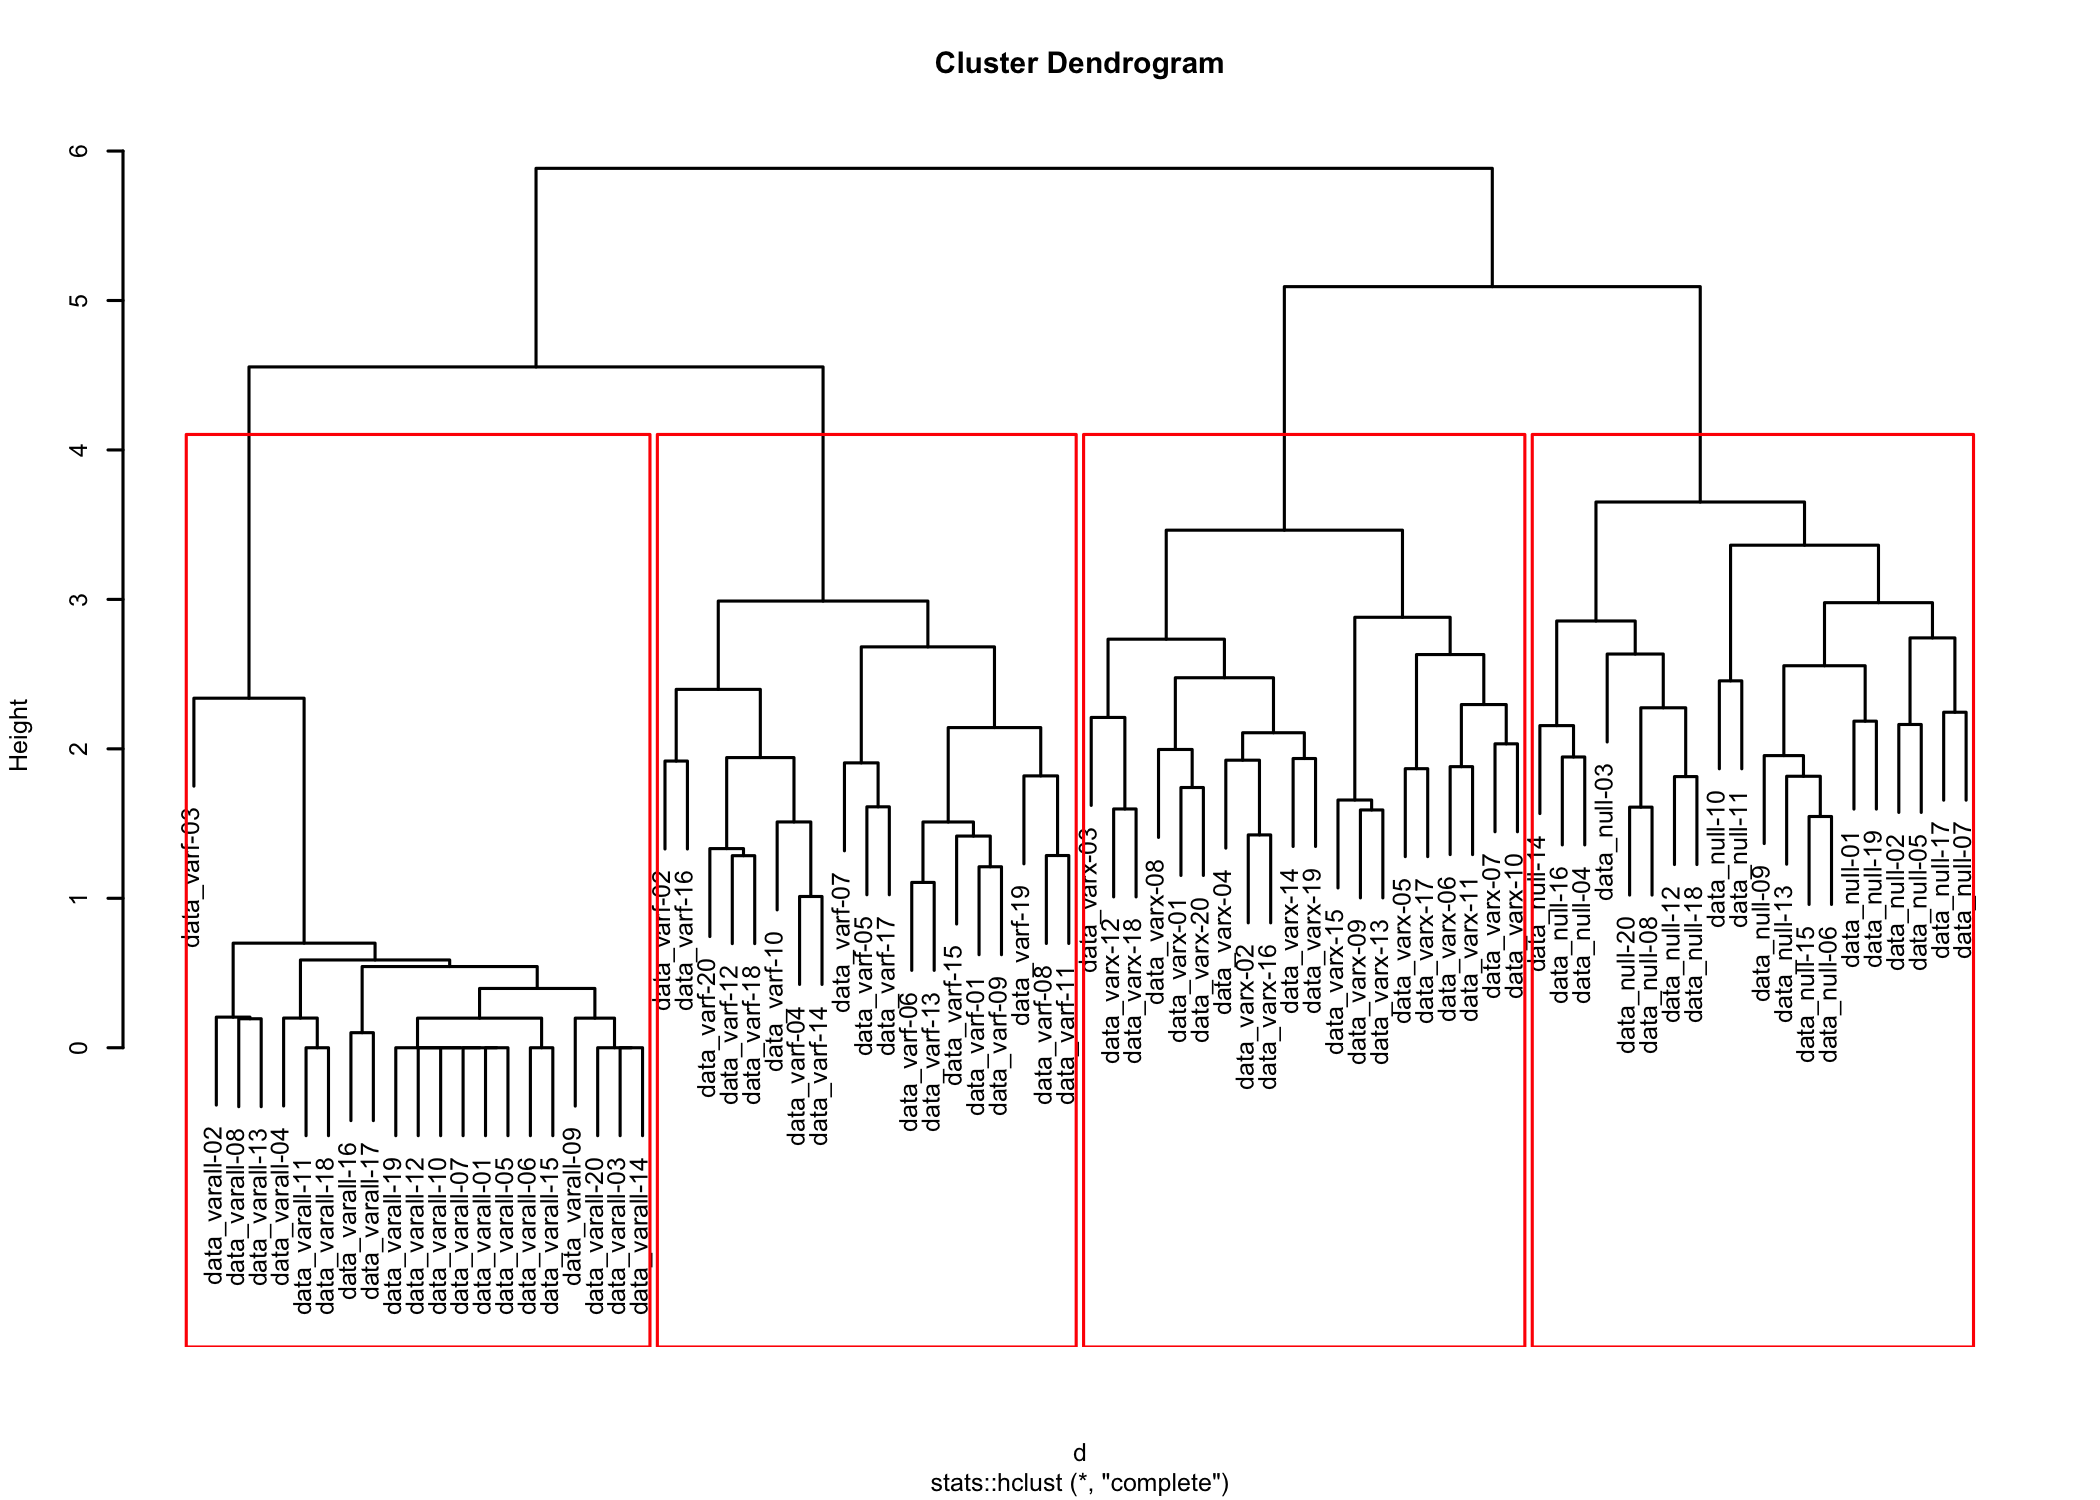 Cluster Dendrogram
6
5
4
3
2
1
0
Height
data_varf-03
data_varall-02
data_varall-08
data_varall-13
data_varall-04
data_varall-11
data_varall-18
data_varall-16
data_varall-17
data_varall-19
data_varall-12
data_varall-10
data_varall-07
data_varall-01
data_varall-05
data_varall-06
data_varall-15
data_varall-09
data_varall-20
data_varall-03
data_varall-14
data_varf-02
data_varf-16
data_varf-20
data_varf-12
data_varf-18
data_varf-10
data_varf-04
data_varf-14
data_varf-07
data_varf-05
data_varf-17
data_varf-06
data_varf-13
data_varf-15
data_varf-01
data_varf-09
data_varf-19
data_varf-08
data_varf-11
data_varx-03
data_varx-12
data_varx-18
data_varx-08
data_varx-01
data_varx-20
data_varx-04
data_varx-02
data_varx-16
data_varx-14
data_varx-19
data_varx-15
data_varx-09
data_varx-13
data_varx-05
data_varx-17
data_varx-06
data_varx-11
data_varx-07
data_varx-10
data_null-14
data_null-16
data_null-04
data_null-03
data_null-20
data_null-08
data_null-12
data_null-18
data_null-10
data_null-11
data_null-09
data_null-13
data_null-15
data_null-06
data_null-01
data_null-19
data_null-02
data_null-05
data_null-17
data_null-07
d
stats::hclust (*, "complete")